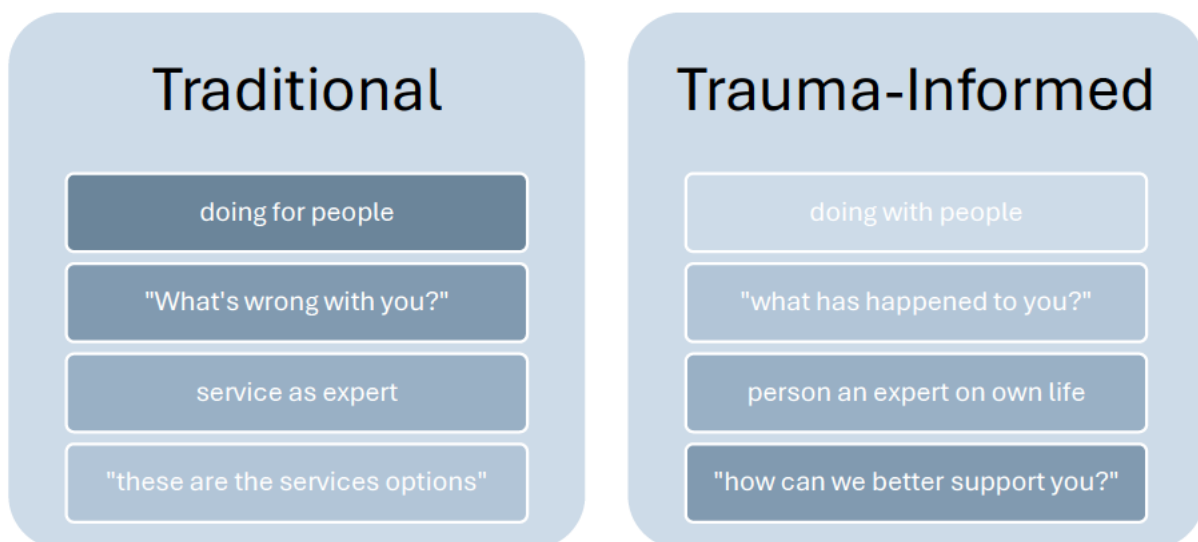 Traditional
doing for people
"What's wrong with you?"
service as expert
"these are the services options"
Trauma-Informed
doing with people
"what has happened to you?"
person an expert on own life
"how can we better support you?"